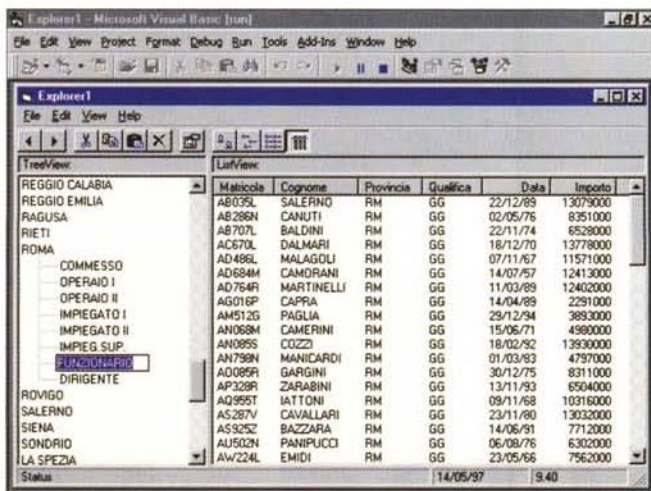 Explorer1 - Microsoft Visual Basic [run]
File Edit View Project Format Debug Run Tools Add-Ins Window Help
Explorer1
File Edit View Help
TreeView: ListView:
REGGIO CALABIA
REGGIO EMILIA
RAGUSA
RIETI
ROMA
COMMESSO
OPERAIO I
OPERAIO II
IMPIEGATO I
IMPIEGATO II
IMPIEG.SUP.
FUNZIONARIO
DIRIGENTE
ROVIGO
SALERNO
SIENA
SONDRIO
LA SPEZIA
Matricola Cognome Provincia Qualifica Data Importo
AB035L SALERNO RM GG 22/12/89 13079000
AB286N CANUTI RM GG 02/05/76 8351000
AB707L BALDINI RM GG 22/11/74 6528000
AC670L DALMARI RM GG 18/12/70 13778000
AD486L MALAGOLI RM GG 07/11/67 11571000
AD684M CAMORANI RM GG 14/07/57 12413000
AD764R MARTINELLI RM GG 11/03/89 12402000
AG016P CAPRA RM GG 14/04/89 2291000
AM512G PAGLIA RM GG 29/12/94 3893000
AN068M CAMERINI RM GG 15/06/71 4980000
AN085S COZZI RM GG 18/02/92 13930000
AN798N MANICARDI RM GG 01/03/83 4797000
AO085R GARGINI RM GG 30/12/75 8311000
AP328R ZARABINI RM GG 13/11/93 6504000
AQ955T IATTONI RM GG 09/11/68 10316000
AS287V CAVALLARI RM GG 23/11/80 13032000
AS925Z BAZZARA RM GG 14/06/91 7712000
AU502N PANIPUCCI RM GG 06/08/76 6302000
AW224L EMIDI RM GG 23/05/66 7562000
Status 14/05/97 9.40